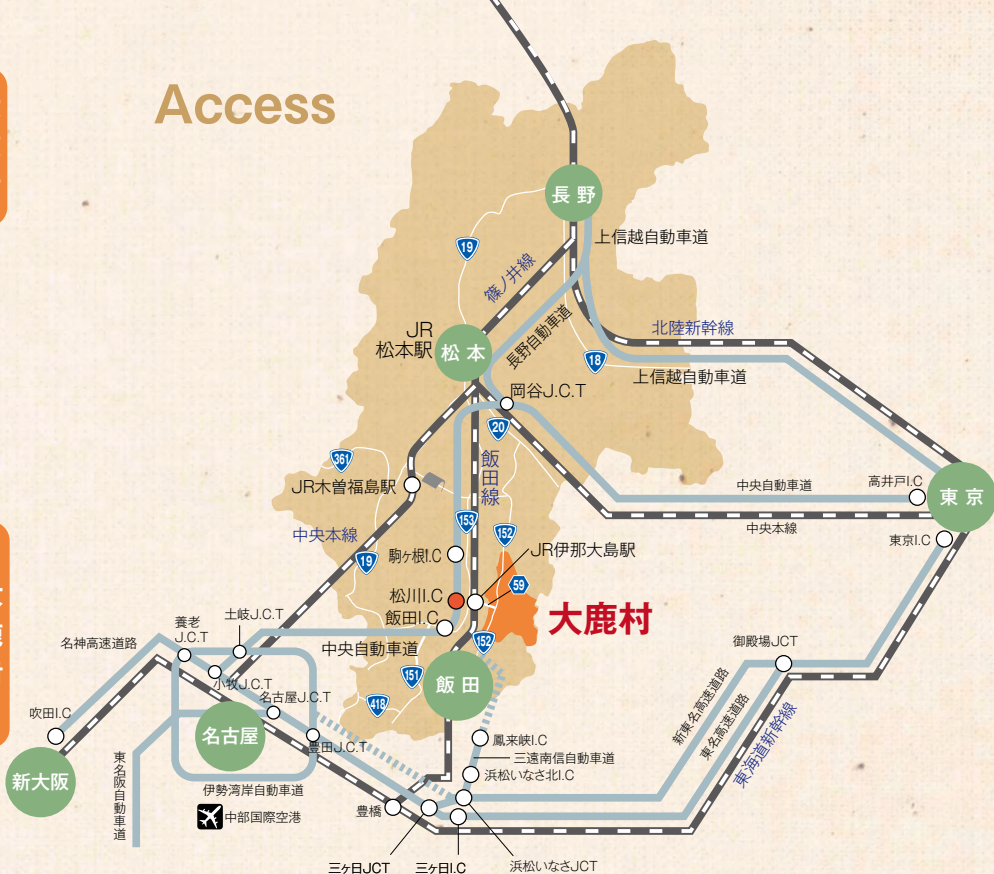 Access
長野
上信越自動車道
19
篠ノ井線
長野自動車道
北陸新幹線
JR
松本駅
松本
18
上信越自動車道
岡谷J.C.T
20
361
飯田線
JR木曽福島駅
中央自動車道
高井戸I.C
東京
中央本線
153
152
中央本線
東京I.C
19
駒ヶ根I.C
JR伊那大島駅
59
松川I.C
飯田I.C
大鹿村
土岐J.C.T
養老
J.C.T
名神高速道路
中央自動車道
152
御殿場JCT
小牧J.C.T
151
飯田
新東名高速道路
東名高速道路
東海道新幹線
名古屋J.C.T
418
吹田I.C
名古屋
豊田J.C.T
鳳来峡I.C
三遠南信自動車道
新大阪
東名阪自動車道
浜松いなさ北I.C
伊勢湾岸自動車道
中部国際空港
豊橋
三ヶ日JCT
三ヶ日I.C
浜松いなさJCT